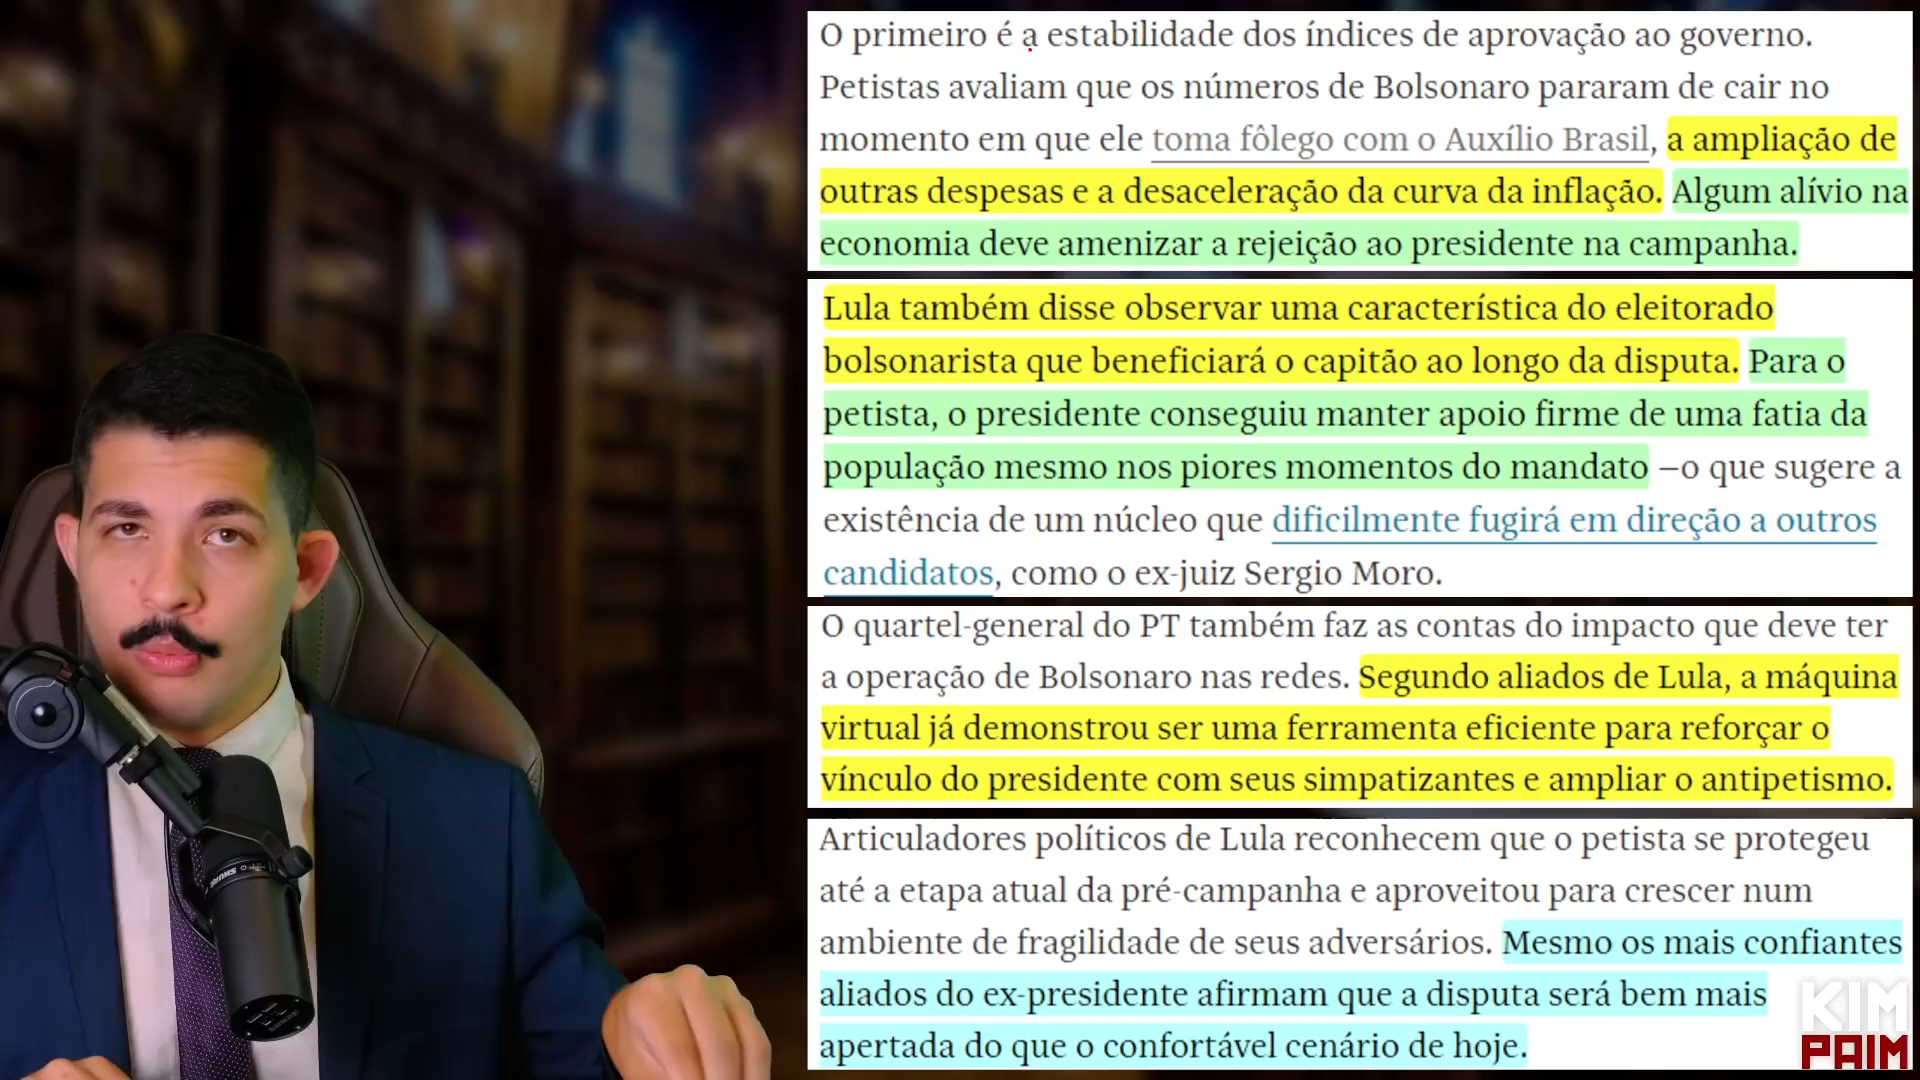 O primeiro é a estabilidade dos índices de aprovação ao governo.
Petistas avaliam que os números de Bolsonaro pararam de cair no
momento em que ele toma fôlego com o Auxílio Brasil, a ampliação de
outras despesas e a desaceleração da curva da inflação. Algum alívio na
economia deve amenizar a rejeição ao presidente na campanha.
Lula também disse observar uma característica do eleitorado
bolsonarista que beneficiará o capitão ao longo da disputa. Para o
petista, o presidente conseguiu manter apoio firme de uma fatia da
população mesmo nos piores momentos do mandato —o que sugere a
existência de um núcleo que dificilmente fugirá em direção a outros
candidatos, como o ex-juiz Sergio Moro.
O quartel-general do PT também faz as contas do impacto que deve ter
a operação de Bolsonaro nas redes. Segundo aliados de Lula, a máquina
virtual já demonstrou ser uma ferramenta eficiente para reforçar o
vínculo do presidente com seus simpatizantes e ampliar o antipetismo.
Articuladores políticos de Lula reconhecem que o petista se protegeu
até a etapa atual da pré-campanha e aproveitou para crescer num
ambiente de fragilidade de seus adversários. Mesmo os mais confiantes
aliados do ex-presidente afirmam que a disputa será bem mais
apertada do que o confortável cenário de hoje.
KIM
PAIM
SHURE